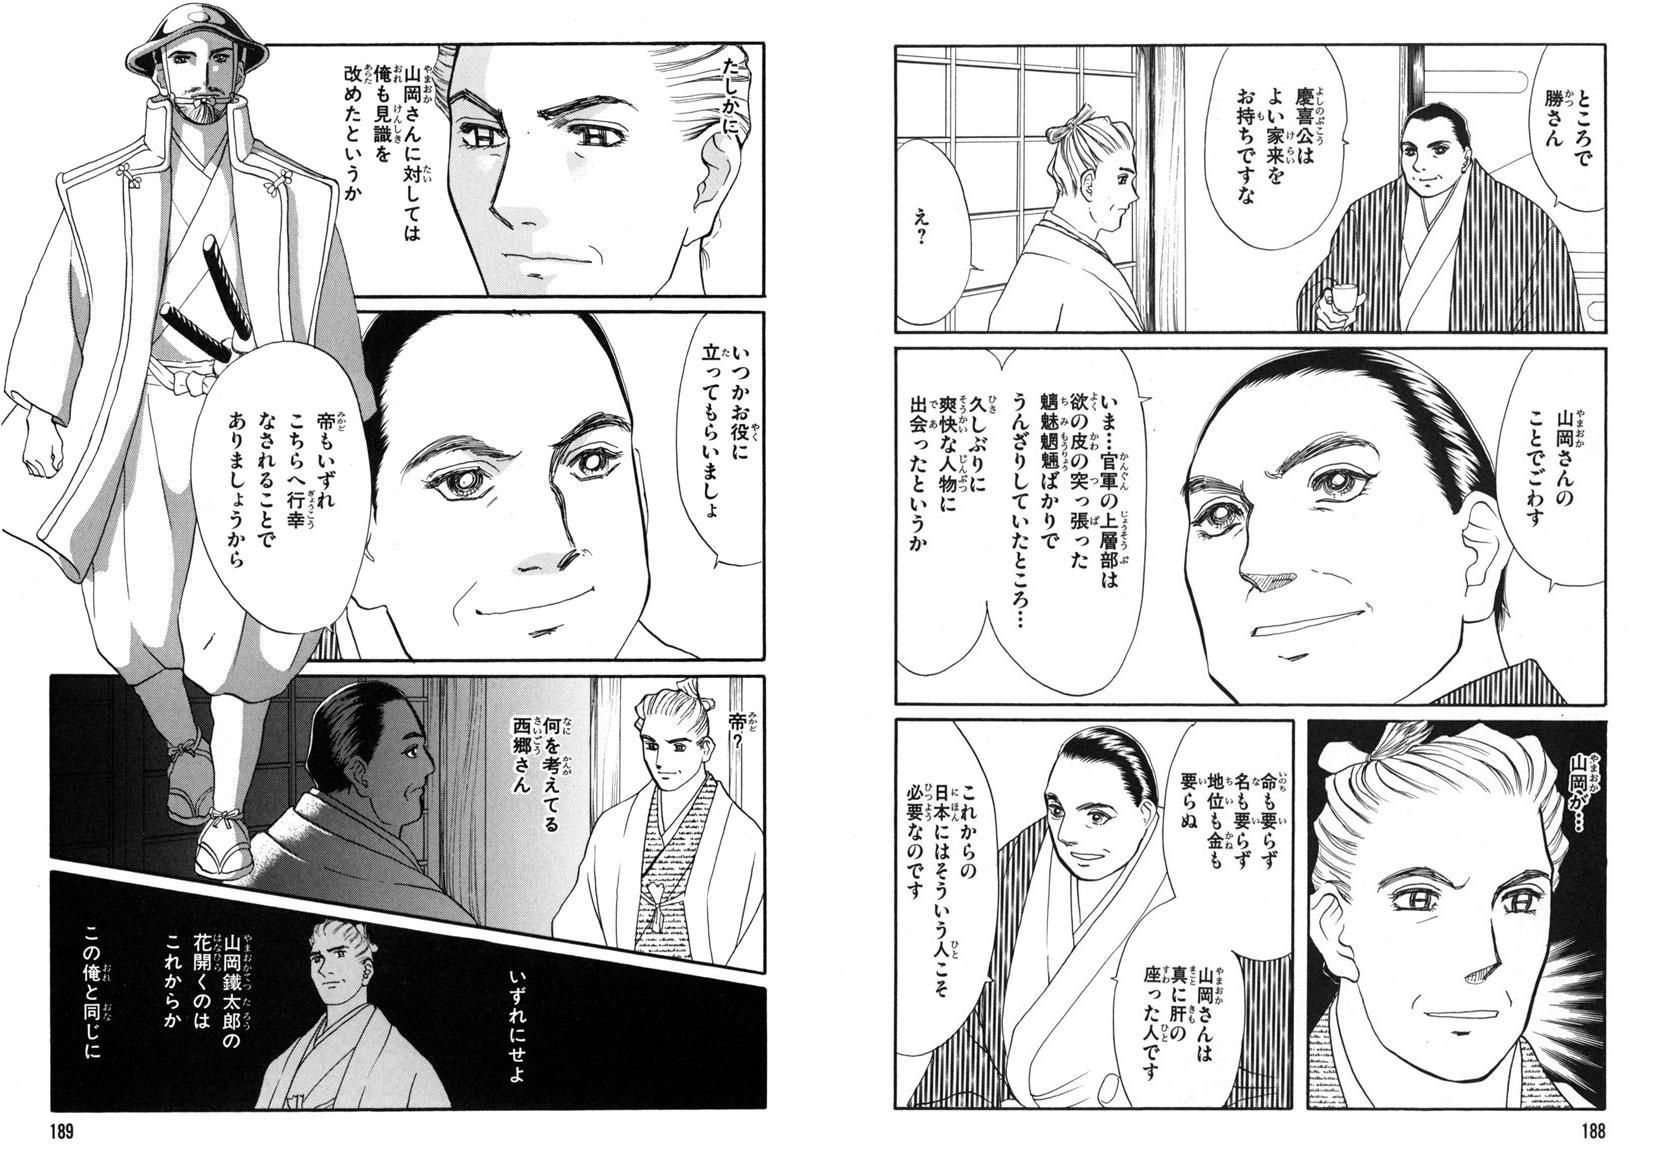 ところで
勝さん
慶喜公は
よい家来を
お持ちですな
え?
山岡さんの
ことでごわす
いま…官軍の上層部は
欲の皮の突っ張った
魑魅魍魎ばかりで
うんざりしていたところ…
久しぶりに
爽快な人物に
出会ったというか
山岡が…
命も要らず
名も要らず
地位も金も
要らぬ
山岡さんは
真に肝の
座った人です
これからの
日本にはそういう人こそ
必要なのです
188
たしかに
山岡さんに対しては
俺も見識を
改めたというか
いつかお役に
立ってもらいましょ
帝もいずれ
こちらへ行幸
なされることで
ありましょうから
帝?
何を考えてる
西郷さん
いずれにせよ
山岡鐵太郎の
花開くのは
これからか
この俺と同じに
189